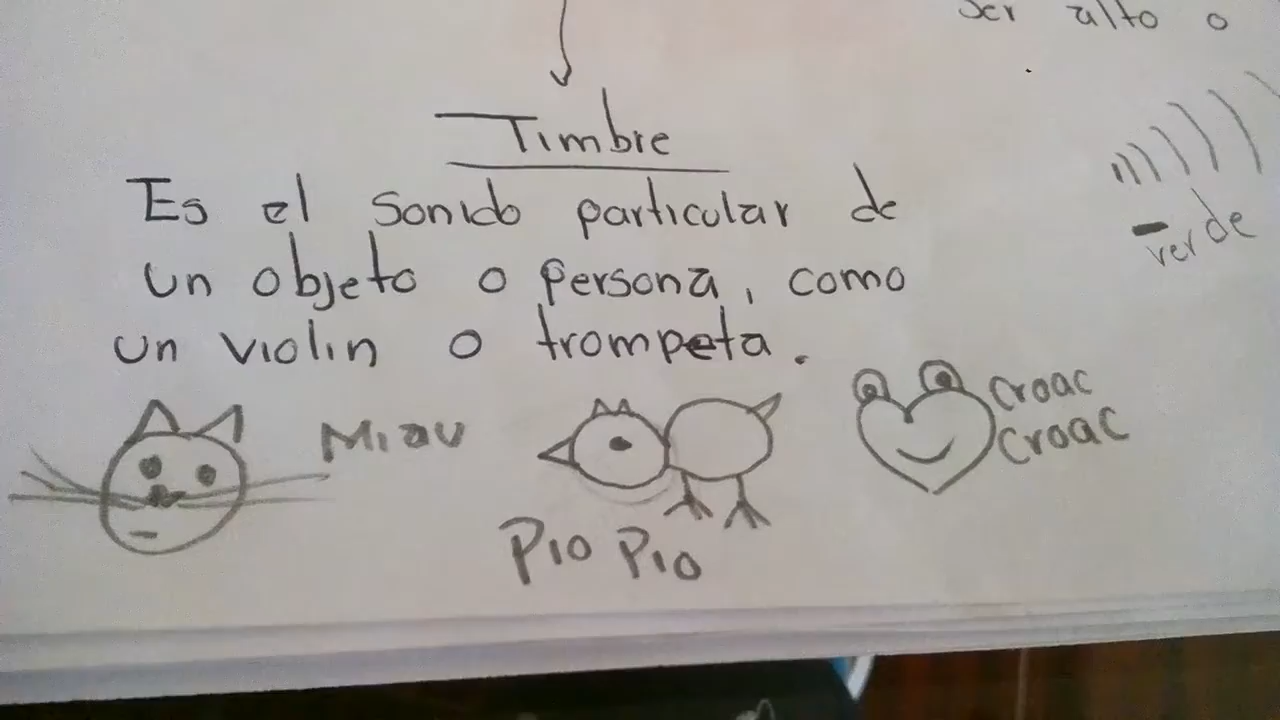 Ser alto o
Timbre
Es el sonido particular de
un objeto o persona, como
un violin o trompeta.
verde
Miau
Croac
Croac
Pio Pio